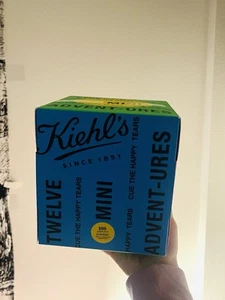 ADVENT-URES
MINI
Kiehl's
SINCE 1851
TWELVE
CUE THE HAPPY TEARS
MINI
CUE THE HAPPY TEARS
HAPPY TEARS
ADVENT-URES